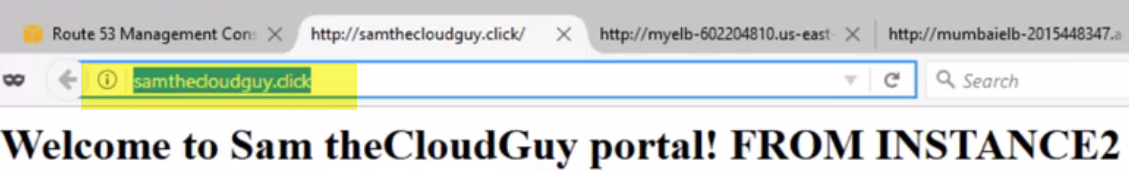 Route 53 Management Con
http://samthecloudguy.click/
http://myelb-602204810.us-east-
http://mumbaielb-2015448347.a
samthecloudguy.click
Search
Welcome to Sam theCloudGuy portal! FROM INSTANCE2